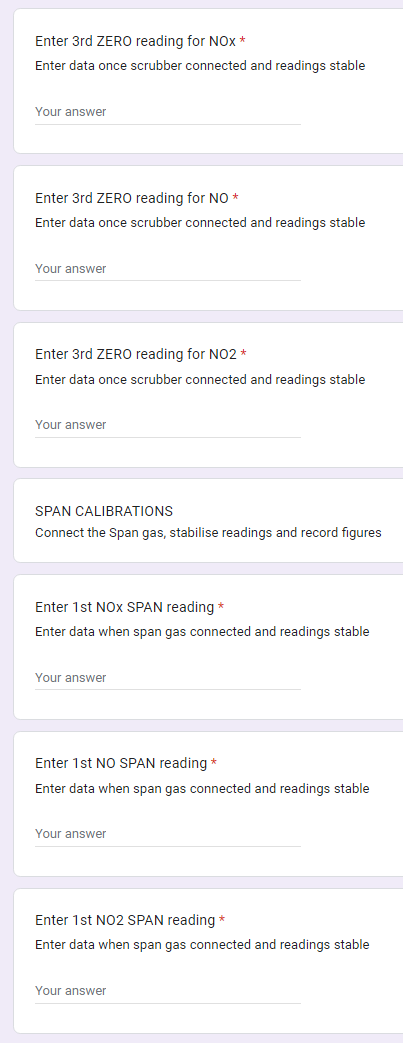 Enter 3rd ZERO reading for NOx *
Enter data once scrubber connected and readings stable
Your answer
Enter 3rd ZERO reading for NO *
Enter data once scrubber connected and readings stable
Your answer
Enter 3rd ZERO reading for NO2 *
Enter data once scrubber connected and readings stable
Your answer
SPAN CALIBRATIONS
Connect the Span gas, stabilise readings and record figures
Enter 1st NOx SPAN reading *
Enter data when span gas connected and readings stable
Your answer
Enter 1st NO SPAN reading *
Enter data when span gas connected and readings stable
Your answer
Enter 1st NO2 SPAN reading *
Enter data when span gas connected and readings stable
Your answer